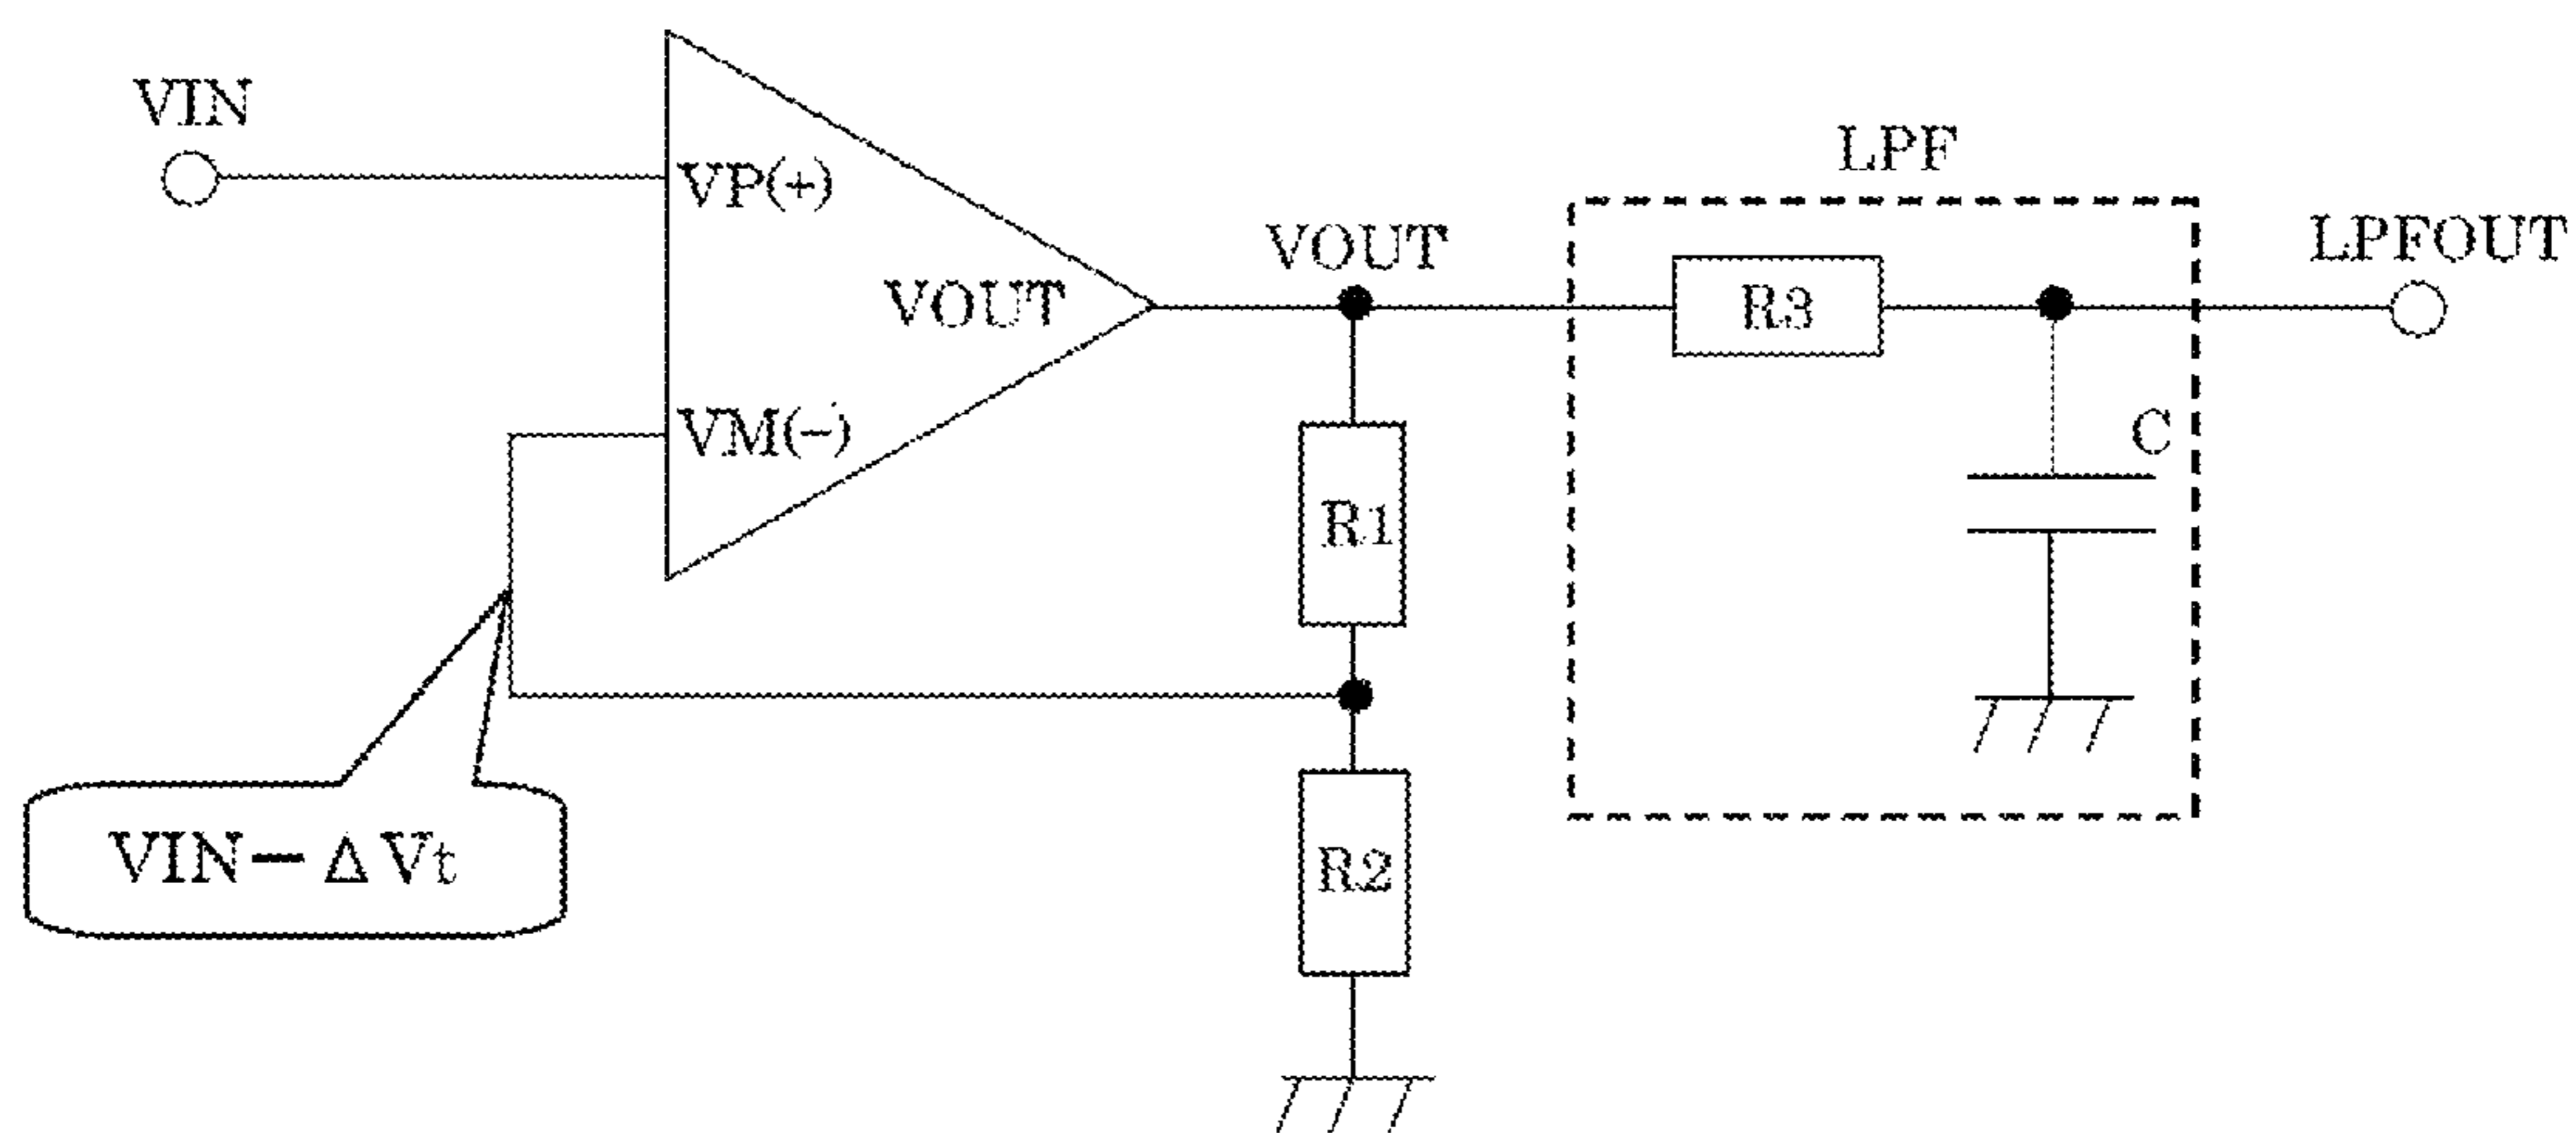 VIN
LPF
VP(+)
VOUT
VOUT
LPFOUT
R3
VM(−)
C
R1
VIN－ΔVt
R2